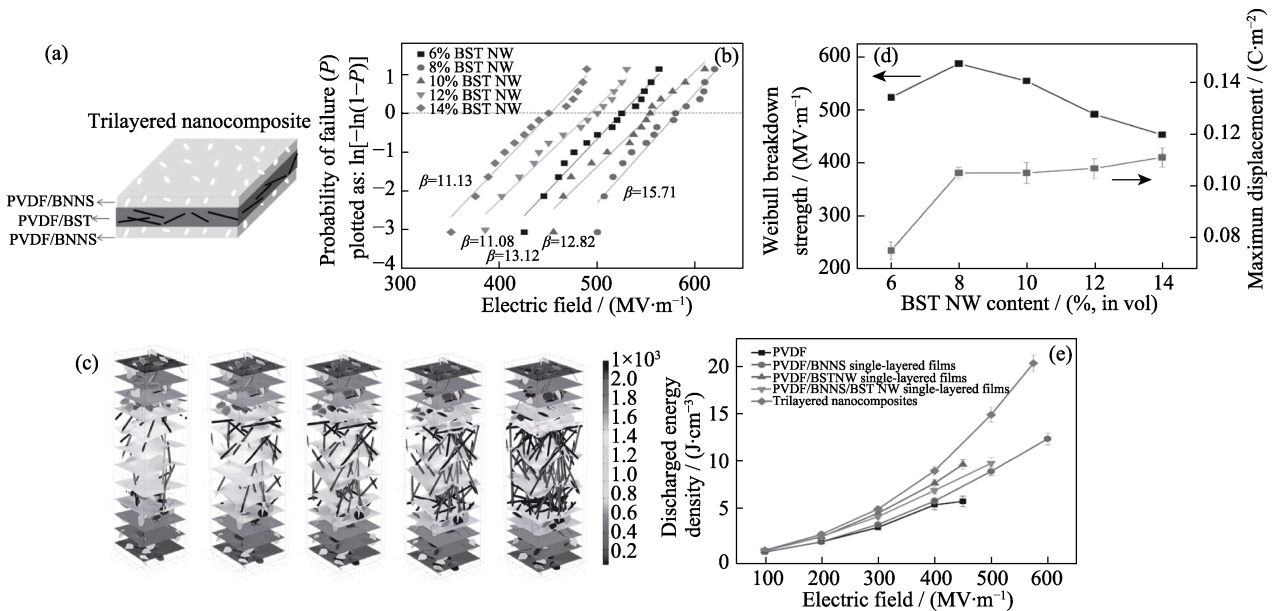 (a)
Trilayered nanocomposite
PVDF/BNNS
PVDF/BST
PVDF/BNNS
(b)
Probability of failure (P)
plotted as: ln[−ln(1−P)]
1
0
−1
−2
−3
−4
6% BST NW
8% BST NW
10% BST NW
12% BST NW
14% BST NW
β=11.13
β=15.71
β=11.08
β=12.82
β=13.12
300 400 500 600
Electric field / (MV·m⁻¹)
(d)
Weibull breakdown
strength / (MV·m⁻¹)
600
500
400
300
200
Maximun displacement / (C·m⁻²)
0.14
0.12
0.10
0.08
6 8 10 12 14
BST NW content / (%, in vol)
(c)
1×10³
2.0
1.8
1.6
1.4
1.2
1.0
0.8
0.6
0.4
0.2
(e)
Discharged energy
density / (J·cm⁻³)
20
15
10
5
0
PVDF
PVDF/BNNS single-layered films
PVDF/BSTNW single-layered films
PVDF/BNNS/BST NW single-layered films
Trilayered nanocomposites
100 200 300 400 500 600
Electric field / (MV·m⁻¹)